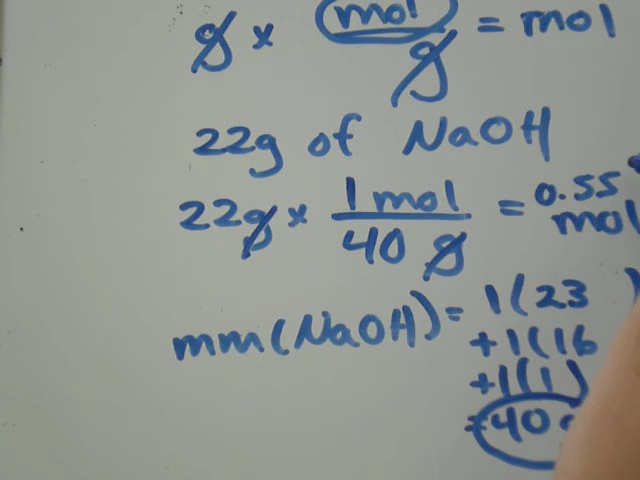 g × mol / g = mol
22g of NaOH
22g × 1 mol / 40 g = 0.55 mol
mm(NaOH) = 1(23 )
+1(16
+1(1)
=40